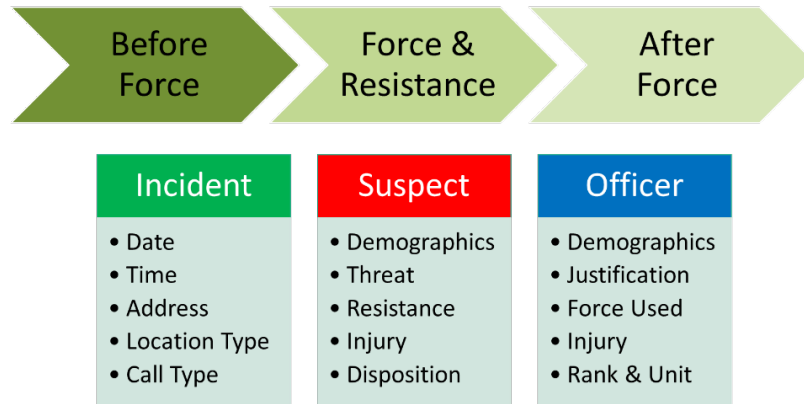 Before
Force
Force &
Resistance
After
Force
Incident
• Date
• Time
• Address
• Location Type
• Call Type
Suspect
• Demographics
• Threat
• Resistance
• Injury
• Disposition
Officer
• Demographics
• Justification
• Force Used
• Injury
• Rank & Unit